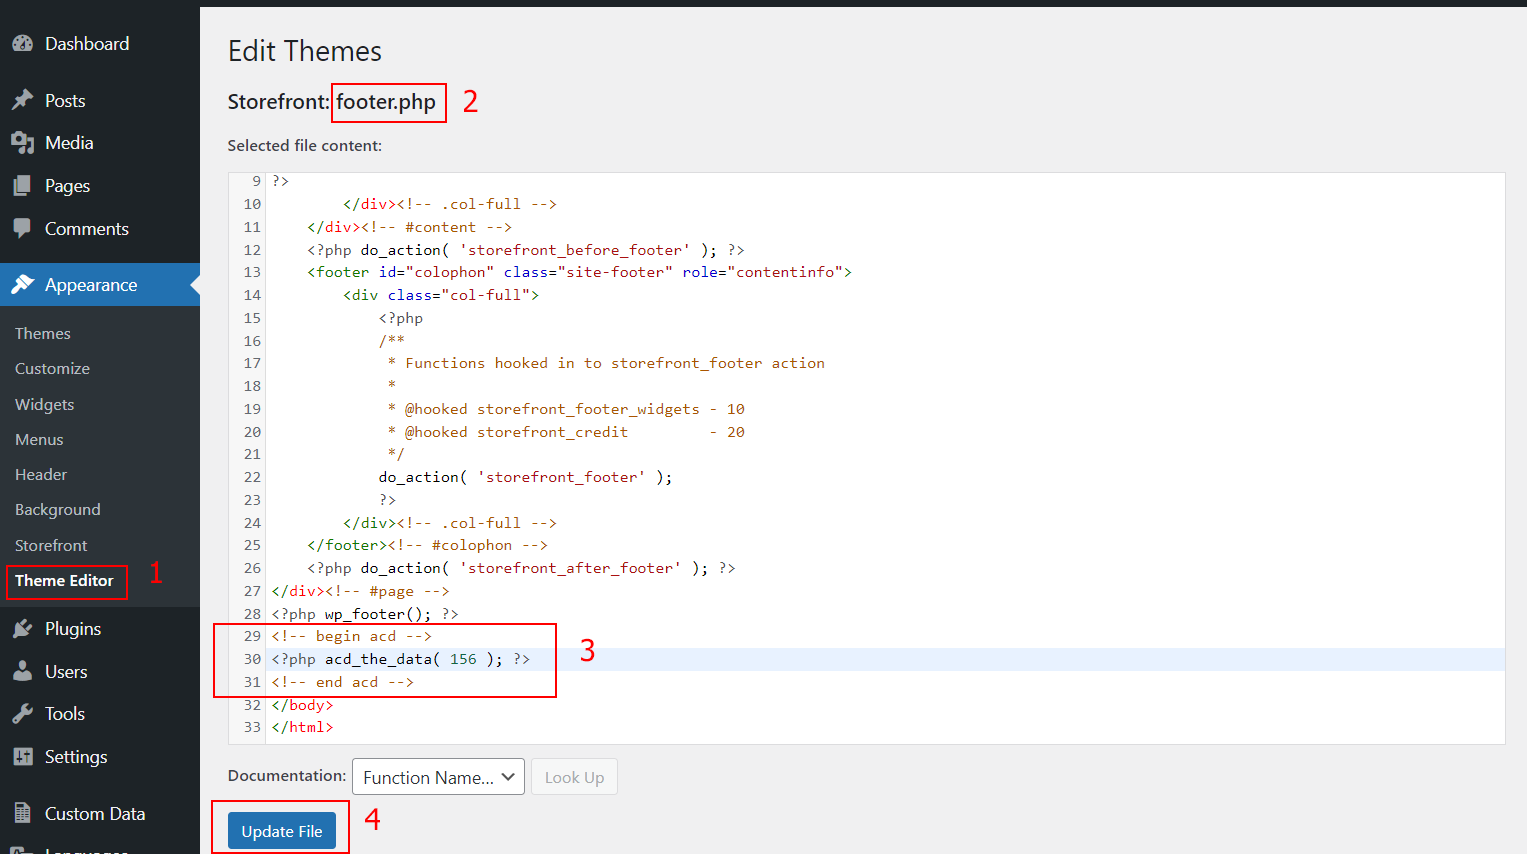 Dashboard
Posts
Media
Pages
Comments
Appearance
Themes
Customize
Widgets
Menus
Header
Background
Storefront
Theme Editor
1
Plugins
Users
Tools
Settings
Custom Data
Edit Themes
Storefront: footer.php
2
Selected file content:
9 ?>
10         </div><!-- .col-full -->
11     </div><!-- #content -->
12     <?php do_action( 'storefront_before_footer' ); ?>
13     <footer id="colophon" class="site-footer" role="contentinfo">
14         <div class="col-full">
15             <?php
16             /**
17              * Functions hooked in to storefront_footer action
18              *
19              * @hooked storefront_footer_widgets - 10
20              * @hooked storefront_credit         - 20
21              */
22             do_action( 'storefront_footer' );
23             ?>
24         </div><!-- .col-full -->
25     </footer><!-- #colophon -->
26     <?php do_action( 'storefront_after_footer' ); ?>
27 </div><!-- #page -->
28 <?php wp_footer(); ?>
29 <!-- begin acd -->
30 <?php acd_the_data( 156 ); ?>
31 <!-- end acd -->
3
32 </body>
33 </html>
Documentation: Function Name... Look Up
Update File
4